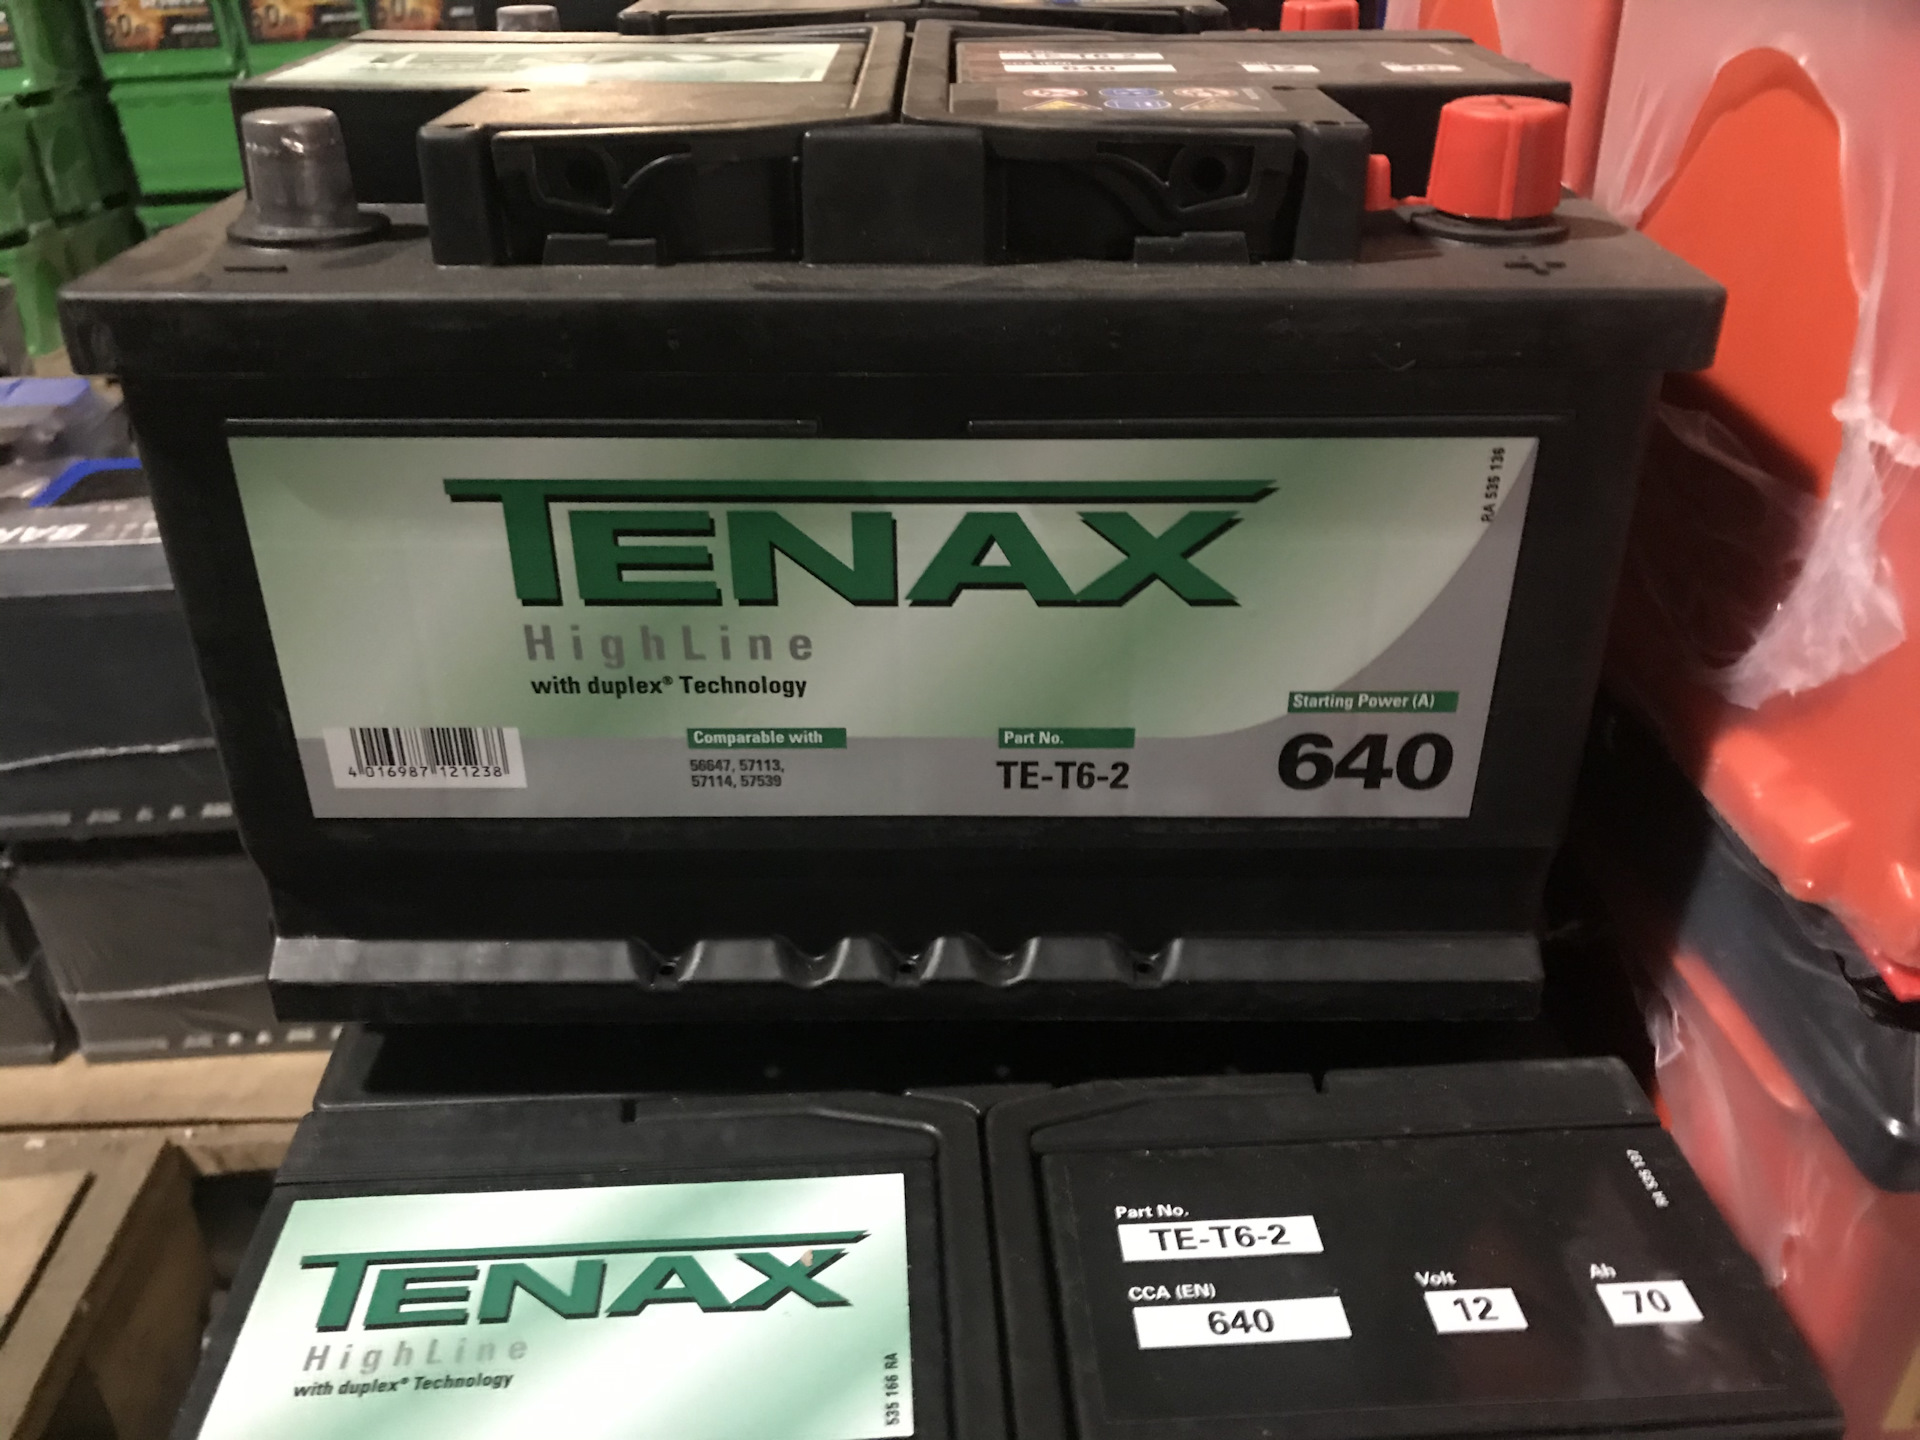 640
TENAX
RA 535 136
HighLine
with duplex® Technology
Starting Power (A)
640
4 016987 121238
Comparable with
56647, 57113,
57114, 57539
Part No.
TE-T6-2
TENAX
HighLine
with duplex® Technology
535 166 RA
Part No.
TE-T6-2
CCA (EN)
640
Volt
12
Ah
70